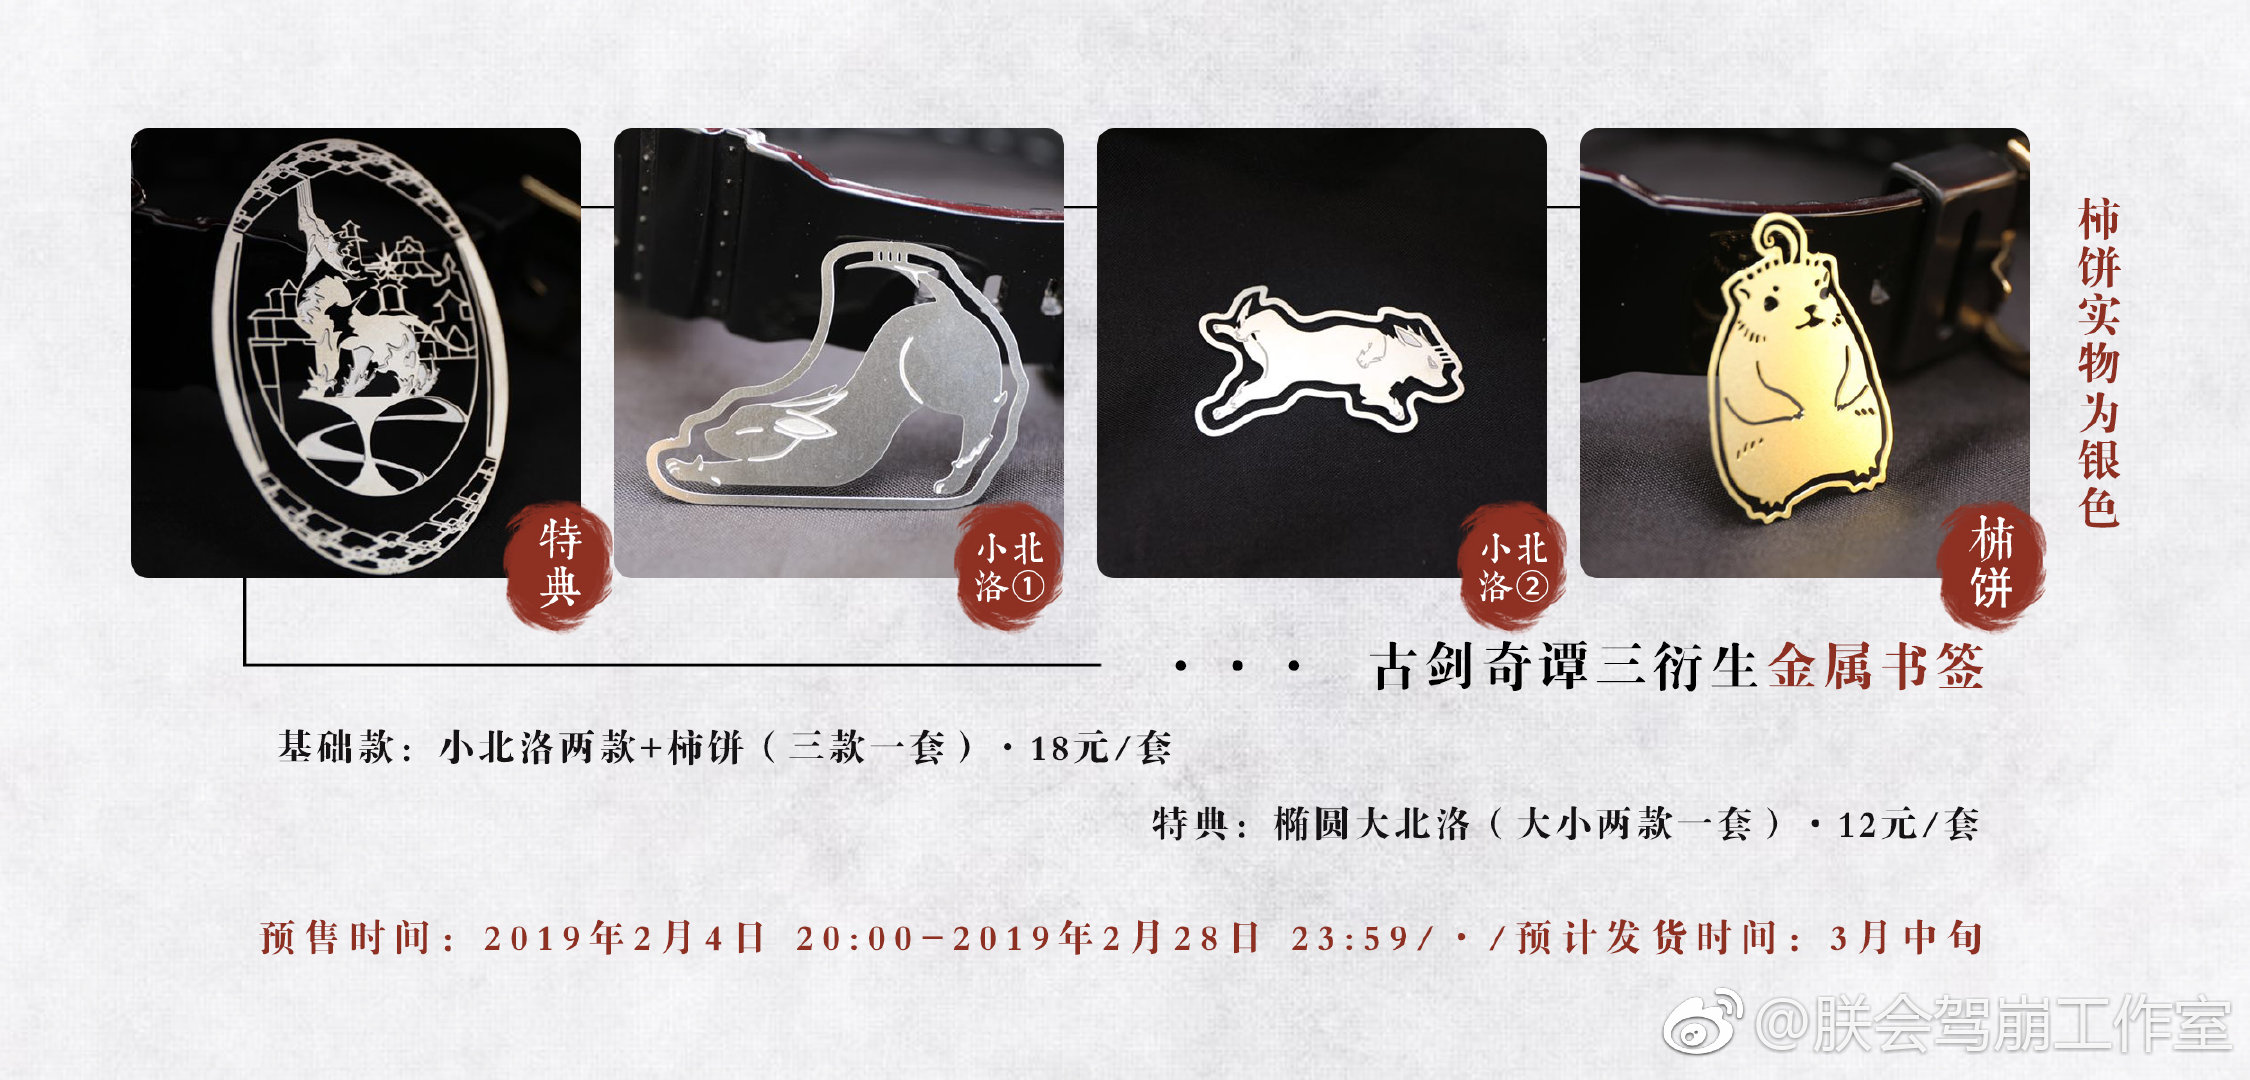 特典
小北洛①
小北洛②
柿饼
柿饼实物为银色
··· 古剑奇谭三衍生金属书签
基础款：小北洛两款+柿饼（三款一套）·18元/套
特典：椭圆大北洛（大小两款一套）·12元/套
预售时间：2019年2月4日 20:00-2019年2月28日 23:59/·/预计发货时间：3月中旬
@朕会驾崩工作室